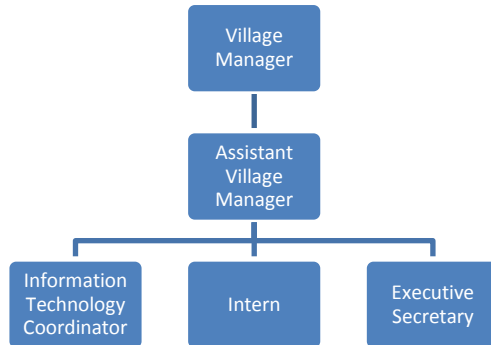 Village
Manager
Assistant
Village
Manager
Information
Technology
Coordinator
Intern
Executive
Secretary